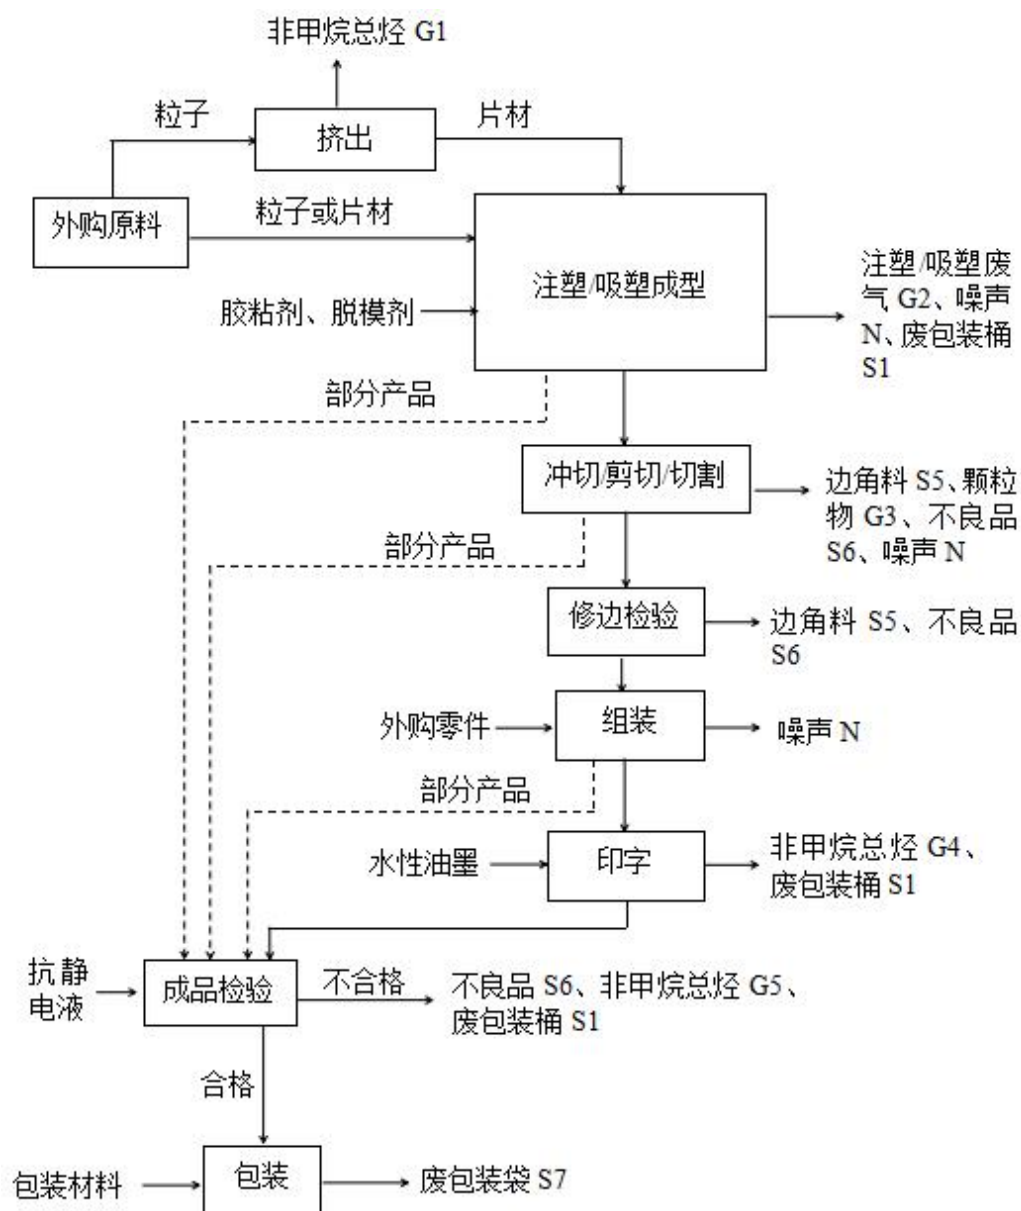 非甲烷总烃 G1
粒子
挤出
片材
外购原料
粒子或片材
注塑/吸塑成型
胶粘剂、脱模剂
注塑/吸塑废
气 G2、噪声
N、废包装桶
S1
部分产品
冲切/剪切/切割
边角料 S5、颗粒
物 G3、不良品
S6、噪声 N
部分产品
修边检验
边角料 S5、不良品
S6
外购零件
组装
噪声 N
部分产品
水性油墨
印字
非甲烷总烃 G4、
废包装桶 S1
抗静
电液
成品检验
不合格
不良品 S6、非甲烷总烃 G5、
废包装桶 S1
合格
包装材料
包装
废包装袋 S7